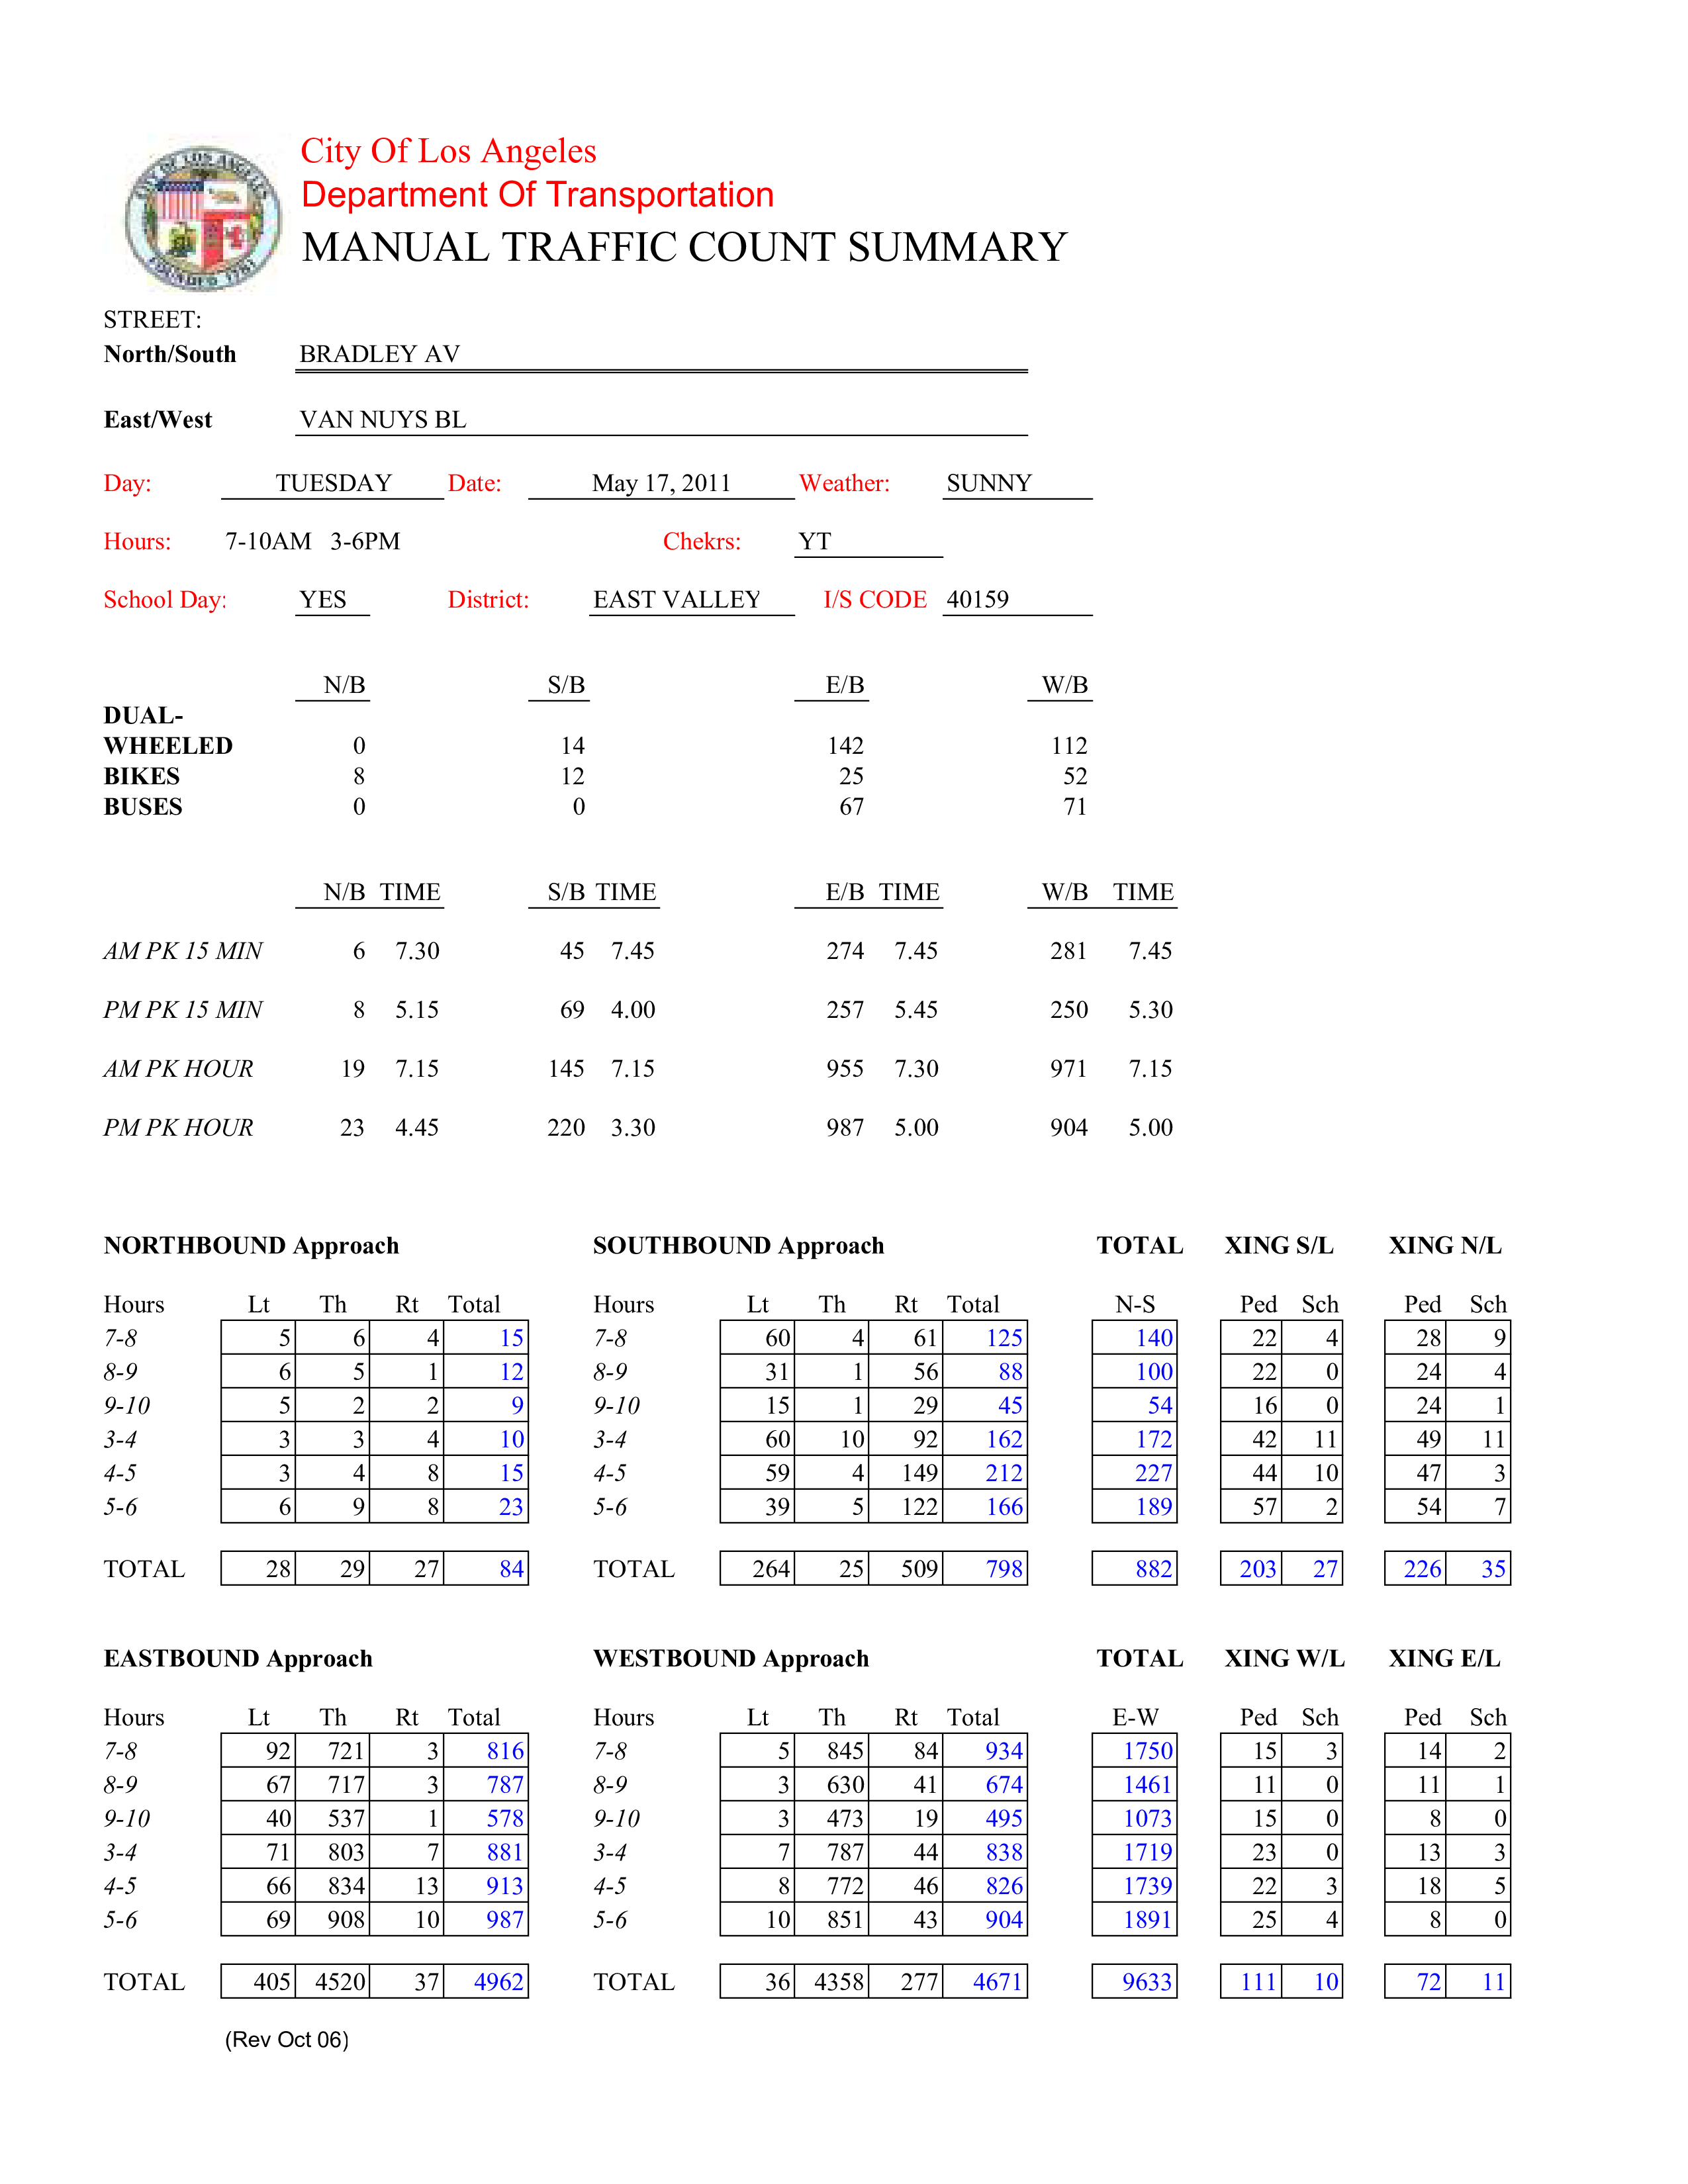 CITY OF LOS ANGELES
FOUNDED 1781
City Of Los Angeles
Department Of Transportation
MANUAL TRAFFIC COUNT SUMMARY
STREET:
North/South BRADLEY AV
East/West VAN NUYS BL
Day: TUESDAY Date: May 17, 2011 Weather: SUNNY
Hours: 7-10AM 3-6PM Chekrs: YT
School Day: YES District: EAST VALLEY I/S CODE 40159
N/B S/B E/B W/B
DUAL-
WHEELED 0 14 142 112
BIKES 8 12 25 52
BUSES 0 0 67 71
N/B TIME S/B TIME E/B TIME W/B TIME
AM PK 15 MIN 6 7.30 45 7.45 274 7.45 281 7.45
PM PK 15 MIN 8 5.15 69 4.00 257 5.45 250 5.30
AM PK HOUR 19 7.15 145 7.15 955 7.30 971 7.15
PM PK HOUR 23 4.45 220 3.30 987 5.00 904 5.00
NORTHBOUND Approach SOUTHBOUND Approach TOTAL XING S/L XING N/L
Hours Lt Th Rt Total Hours Lt Th Rt Total N-S Ped Sch Ped Sch
7-8 5 6 4 15 7-8 60 4 61 125 140 22 4 28 9
8-9 6 5 1 12 8-9 31 1 56 88 100 22 0 24 4
9-10 5 2 2 9 9-10 15 1 29 45 54 16 0 24 1
3-4 3 3 4 10 3-4 60 10 92 162 172 42 11 49 11
4-5 3 4 8 15 4-5 59 4 149 212 227 44 10 47 3
5-6 6 9 8 23 5-6 39 5 122 166 189 57 2 54 7
TOTAL 28 29 27 84 TOTAL 264 25 509 798 882 203 27 226 35
EASTBOUND Approach WESTBOUND Approach TOTAL XING W/L XING E/L
Hours Lt Th Rt Total Hours Lt Th Rt Total E-W Ped Sch Ped Sch
7-8 92 721 3 816 7-8 5 845 84 934 1750 15 3 14 2
8-9 67 717 3 787 8-9 3 630 41 674 1461 11 0 11 1
9-10 40 537 1 578 9-10 3 473 19 495 1073 15 0 8 0
3-4 71 803 7 881 3-4 7 787 44 838 1719 23 0 13 3
4-5 66 834 13 913 4-5 8 772 46 826 1739 22 3 18 5
5-6 69 908 10 987 5-6 10 851 43 904 1891 25 4 8 0
TOTAL 405 4520 37 4962 TOTAL 36 4358 277 4671 9633 111 10 72 11
(Rev Oct 06)